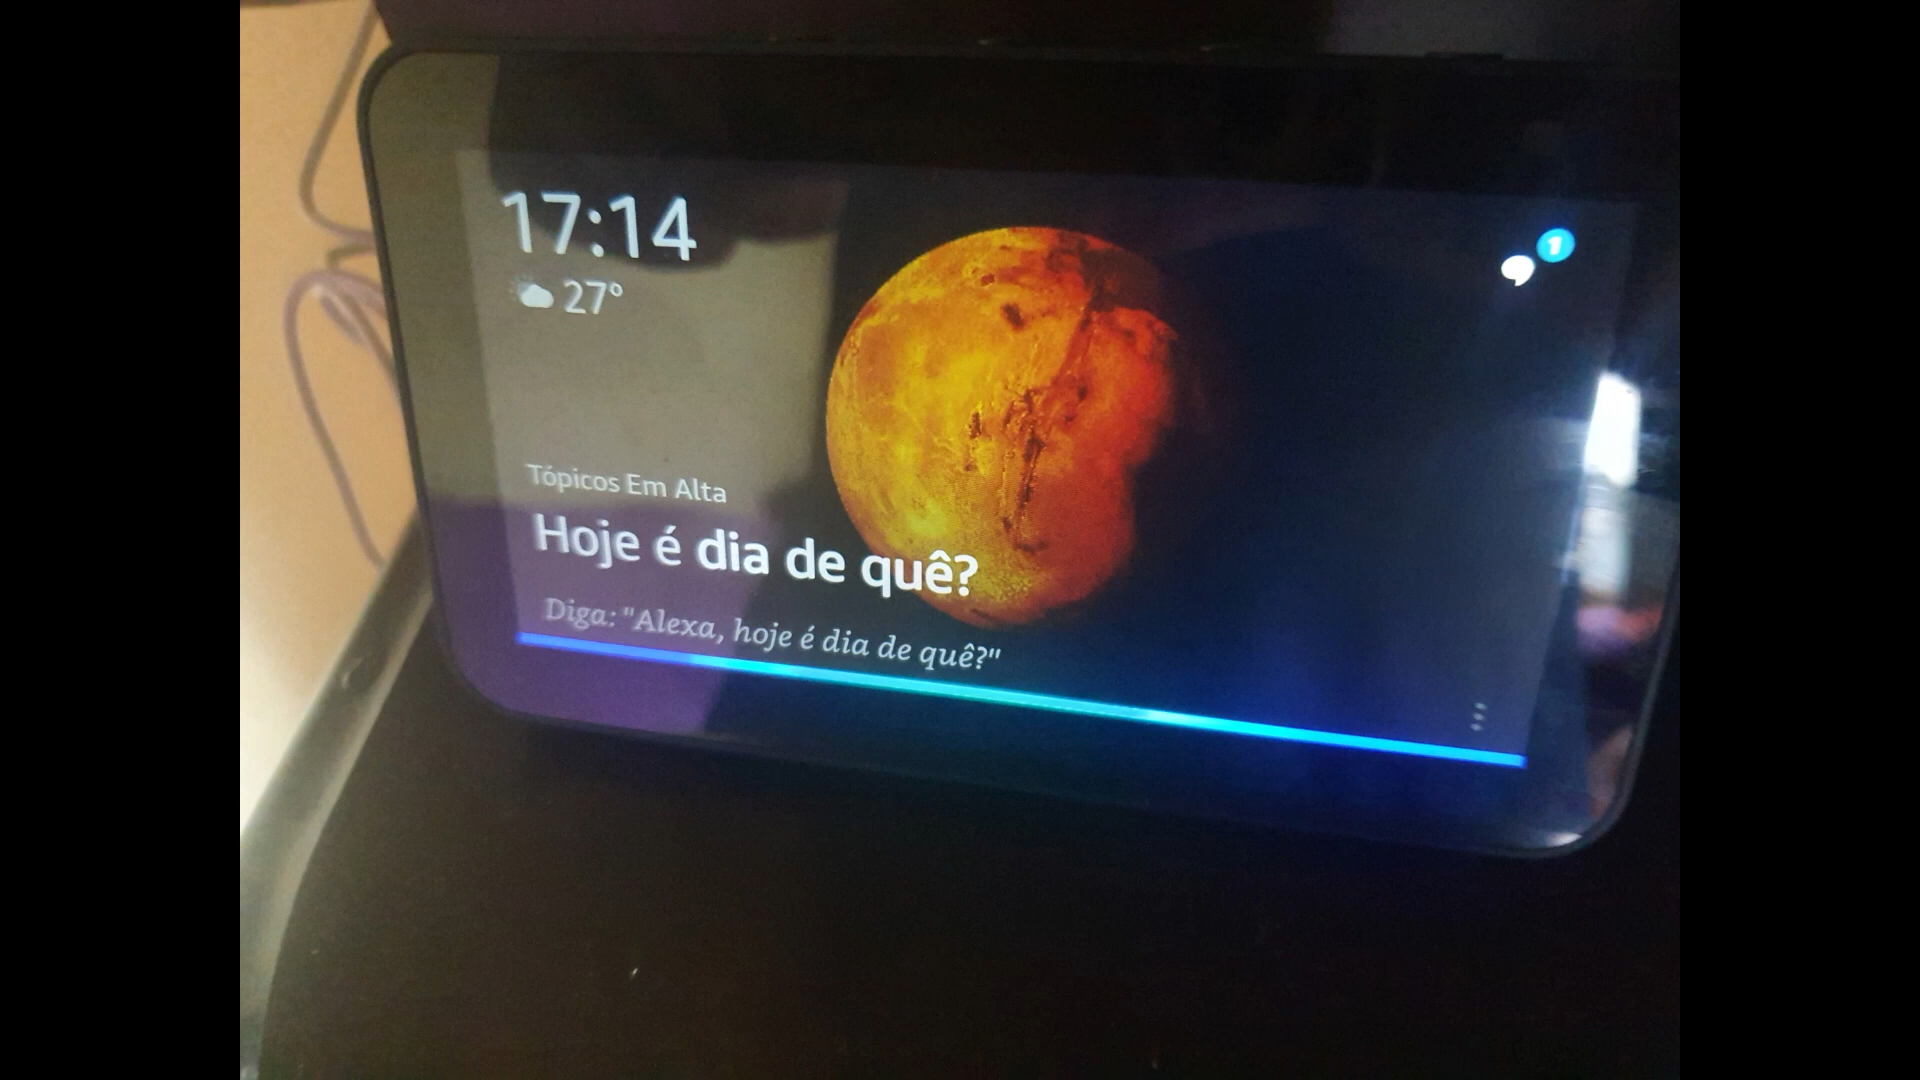 17:14
27°
1
Tópicos Em Alta
Hoje é dia de quê?
Diga: "Alexa, hoje é dia de quê?"